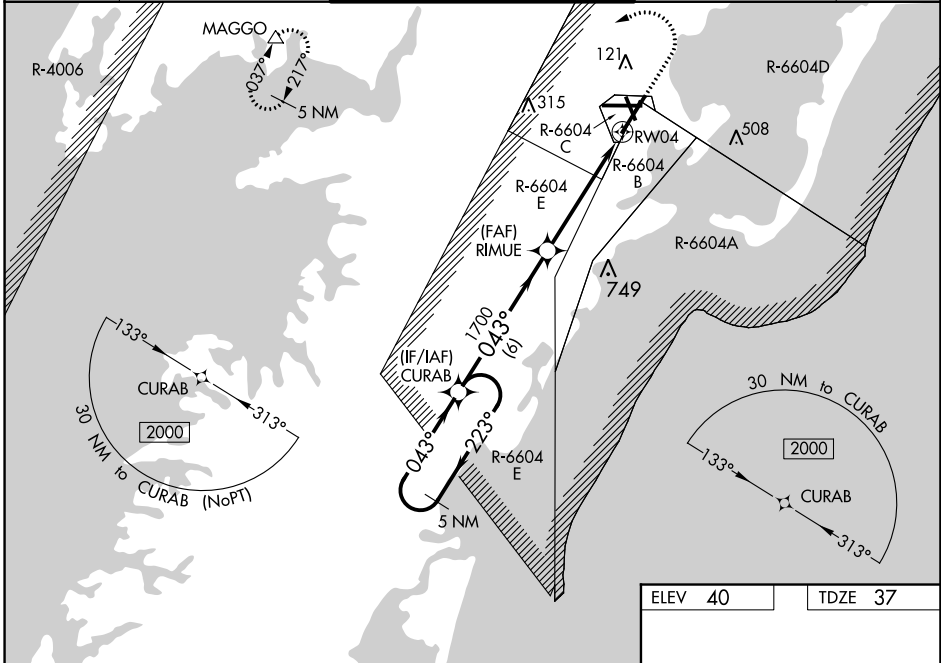 MAGGO
R-4006
037°
217°
5 NM
121
R-6604D
315
R-6604
C
RW04
508
R-6604
B
R-6604
E
(FAF)
RIMUE
R-6604A
749
1700
043°
(6)
(IF/IAF)
CURAB
133°
CURAB
313°
2000
30 NM to CURAB (NoPT)
043°
223°
R-6604
E
5 NM
30 NM to CURAB
2000
133°
CURAB
313°
ELEV 40
TDZE 37